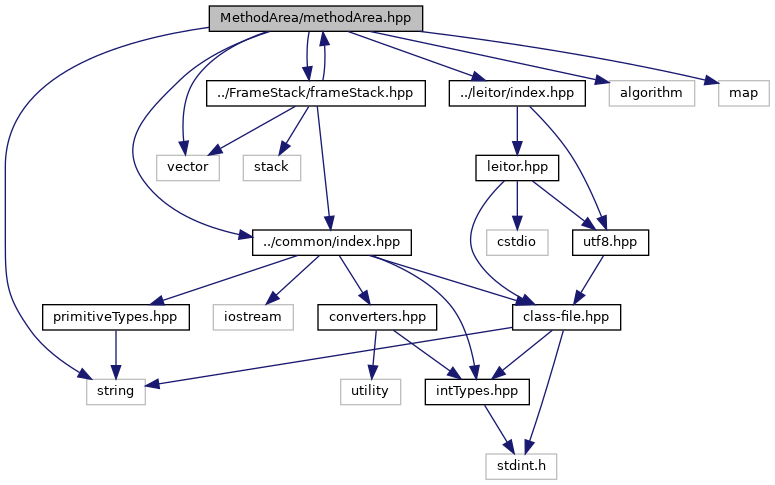 MethodArea/methodArea.hpp
../FrameStack/frameStack.hpp
../leitor/index.hpp
algorithm
map
vector
stack
leitor.hpp
../common/index.hpp
cstdio
utf8.hpp
primitiveTypes.hpp
iostream
converters.hpp
class-file.hpp
string
utility
intTypes.hpp
stdint.h